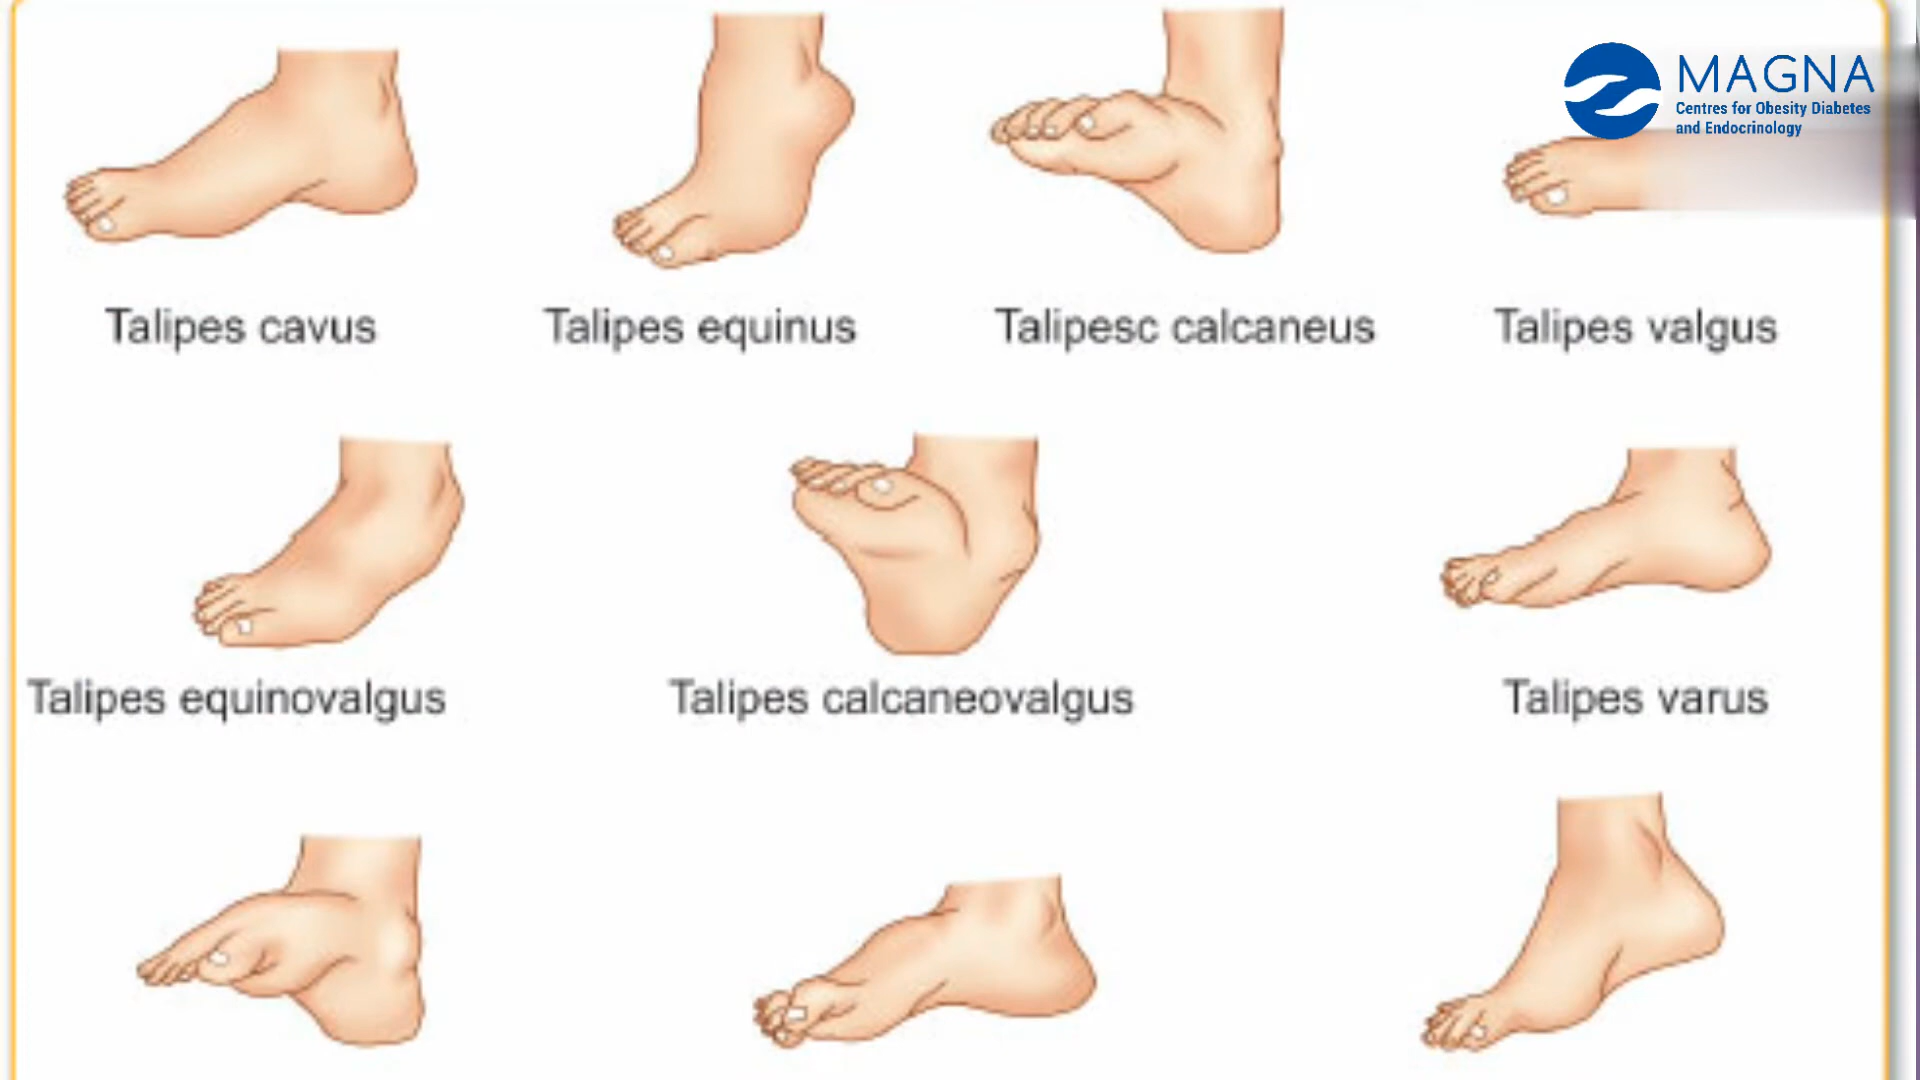 MAGNA
Centres for Obesity Diabetes
and Endocrinology
Talipes cavus
Talipes equinus
Talipesc calcaneus
Talipes valgus
Talipes equinovalgus
Talipes calcaneovalgus
Talipes varus